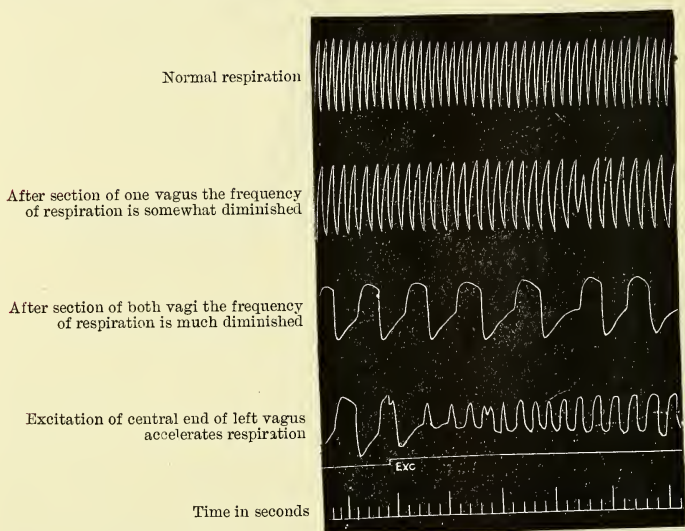 Normal respiration
After section of one vagus the frequency
of respiration is somewhat diminished
After section of both vagi the frequency
of respiration is much diminished
Excitation of central end of left vagus
accelerates respiration
EXC
Time in seconds